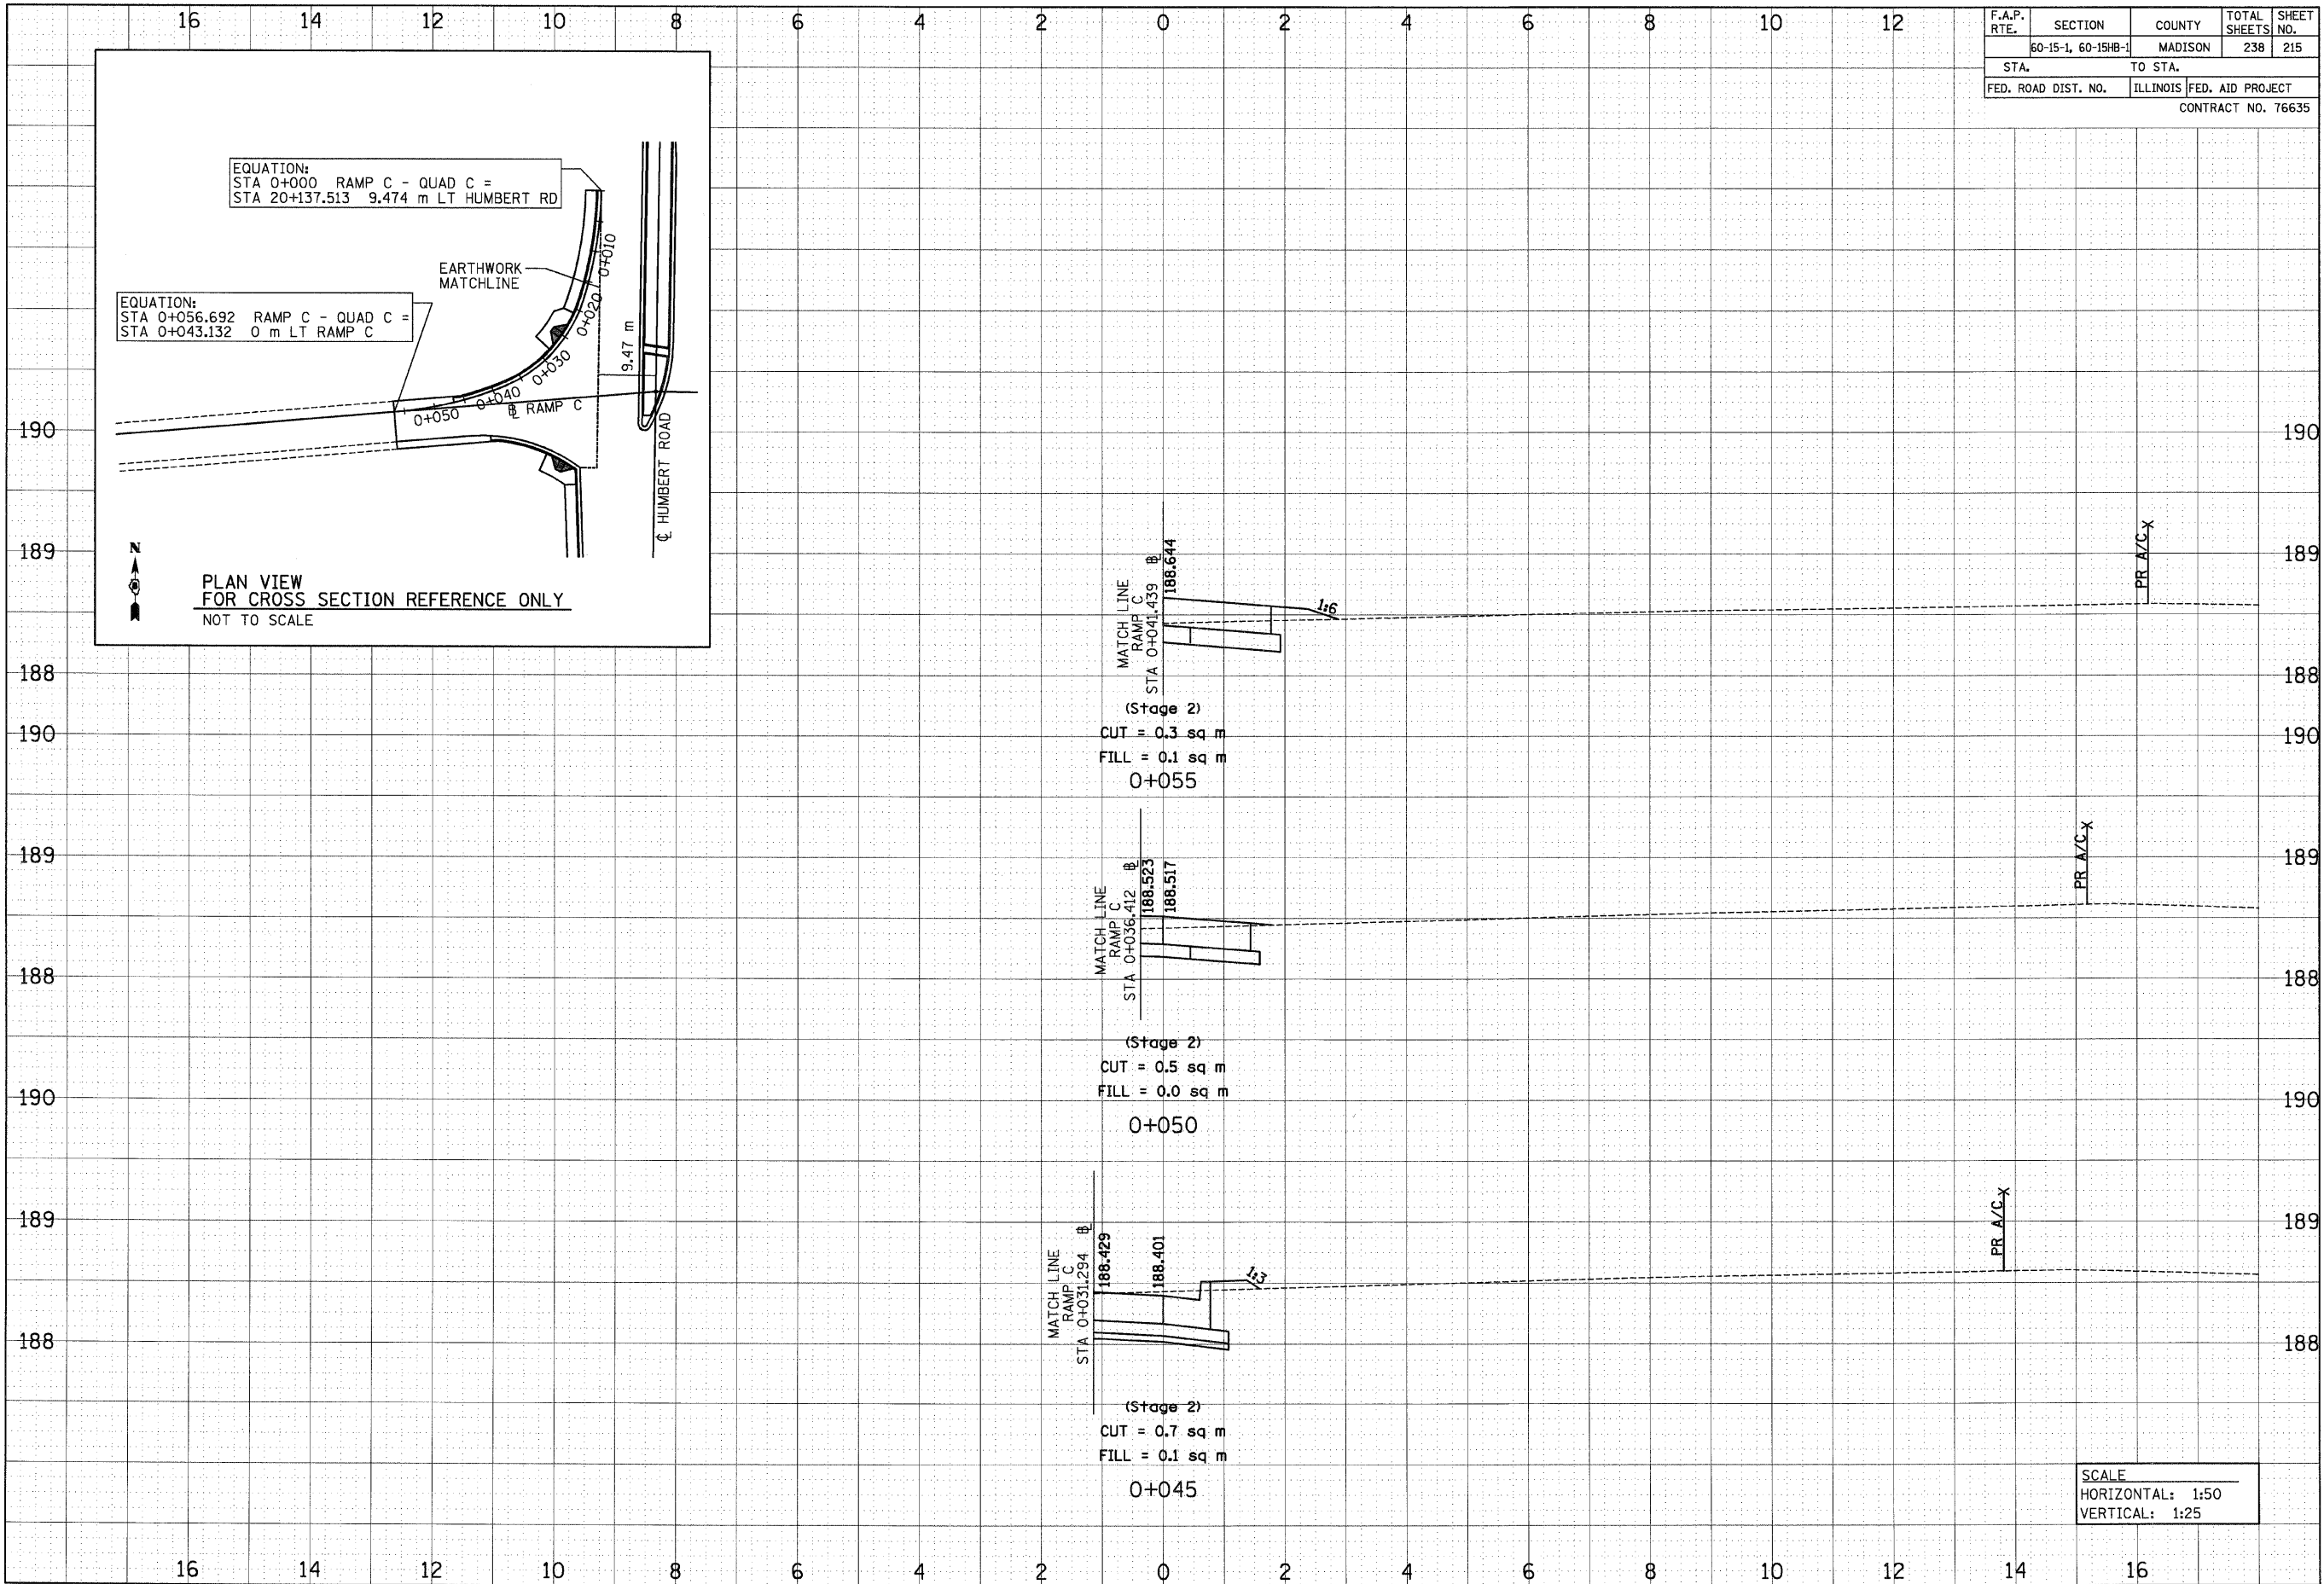 16 14 12 10 8 6 4 2 0 2 4 6 8 10 12
F.A.P. RTE. SECTION COUNTY TOTAL SHEETS SHEET NO.
60-15-1, 60-15HB-1 MADISON 238 215
STA. TO STA.
FED. ROAD DIST. NO. ILLINOIS FED. AID PROJECT
CONTRACT NO. 76635
EQUATION:
STA 0+000 RAMP C - QUAD C =
STA 20+137.513 9.474 m LT HUMBERT RD
EARTHWORK
MATCHLINE
EQUATION:
STA 0+056.692 RAMP C - QUAD C =
STA 0+043.132 0 m LT RAMP C
0+010
0+020
0+030
0+040
0+050
9.47 m
℄ RAMP C
℄ HUMBERT ROAD
N
PLAN VIEW
FOR CROSS SECTION REFERENCE ONLY
NOT TO SCALE
190 190
189 189
188 188
MATCH LINE
RAMP C
STA 0+041.439 ℄
188.644
1:6
PR A/C
(Stage 2)
CUT = 0.3 sq m
FILL = 0.1 sq m
0+055
190 190
189 189
188 188
MATCH LINE
RAMP C
STA 0+036.412 ℄
188.523
188.517
PR A/C
(Stage 2)
CUT = 0.5 sq m
FILL = 0.0 sq m
0+050
190 190
189 189
188 188
MATCH LINE
RAMP C
STA 0+031.294 ℄
188.429
188.401
1:3
PR A/C
(Stage 2)
CUT = 0.7 sq m
FILL = 0.1 sq m
0+045
SCALE
HORIZONTAL: 1:50
VERTICAL: 1:25
16 14 12 10 8 6 4 2 0 2 4 6 8 10 12 14 16